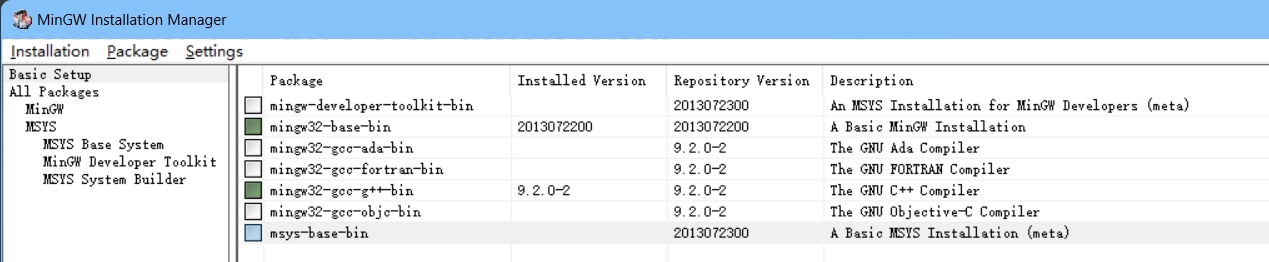 MinGW Installation Manager
Installation Package Settings
Basic Setup
All Packages
MinGW
MSYS
MSYS Base System
MinGW Developer Toolkit
MSYS System Builder
Package Installed Version Repository Version Description
mingw-developer-toolkit-bin 2013072300 An MSYS Installation for MinGW Developers (meta)
mingw32-base-bin 2013072200 2013072200 A Basic MinGW Installation
mingw32-gcc-ada-bin 9.2.0-2 The GNU Ada Compiler
mingw32-gcc-fortran-bin 9.2.0-2 The GNU FORTRAN Compiler
mingw32-gcc-g++-bin 9.2.0-2 9.2.0-2 The GNU C++ Compiler
mingw32-gcc-objc-bin 9.2.0-2 The GNU Objective-C Compiler
msys-base-bin 2013072300 A Basic MSYS Installation (meta)